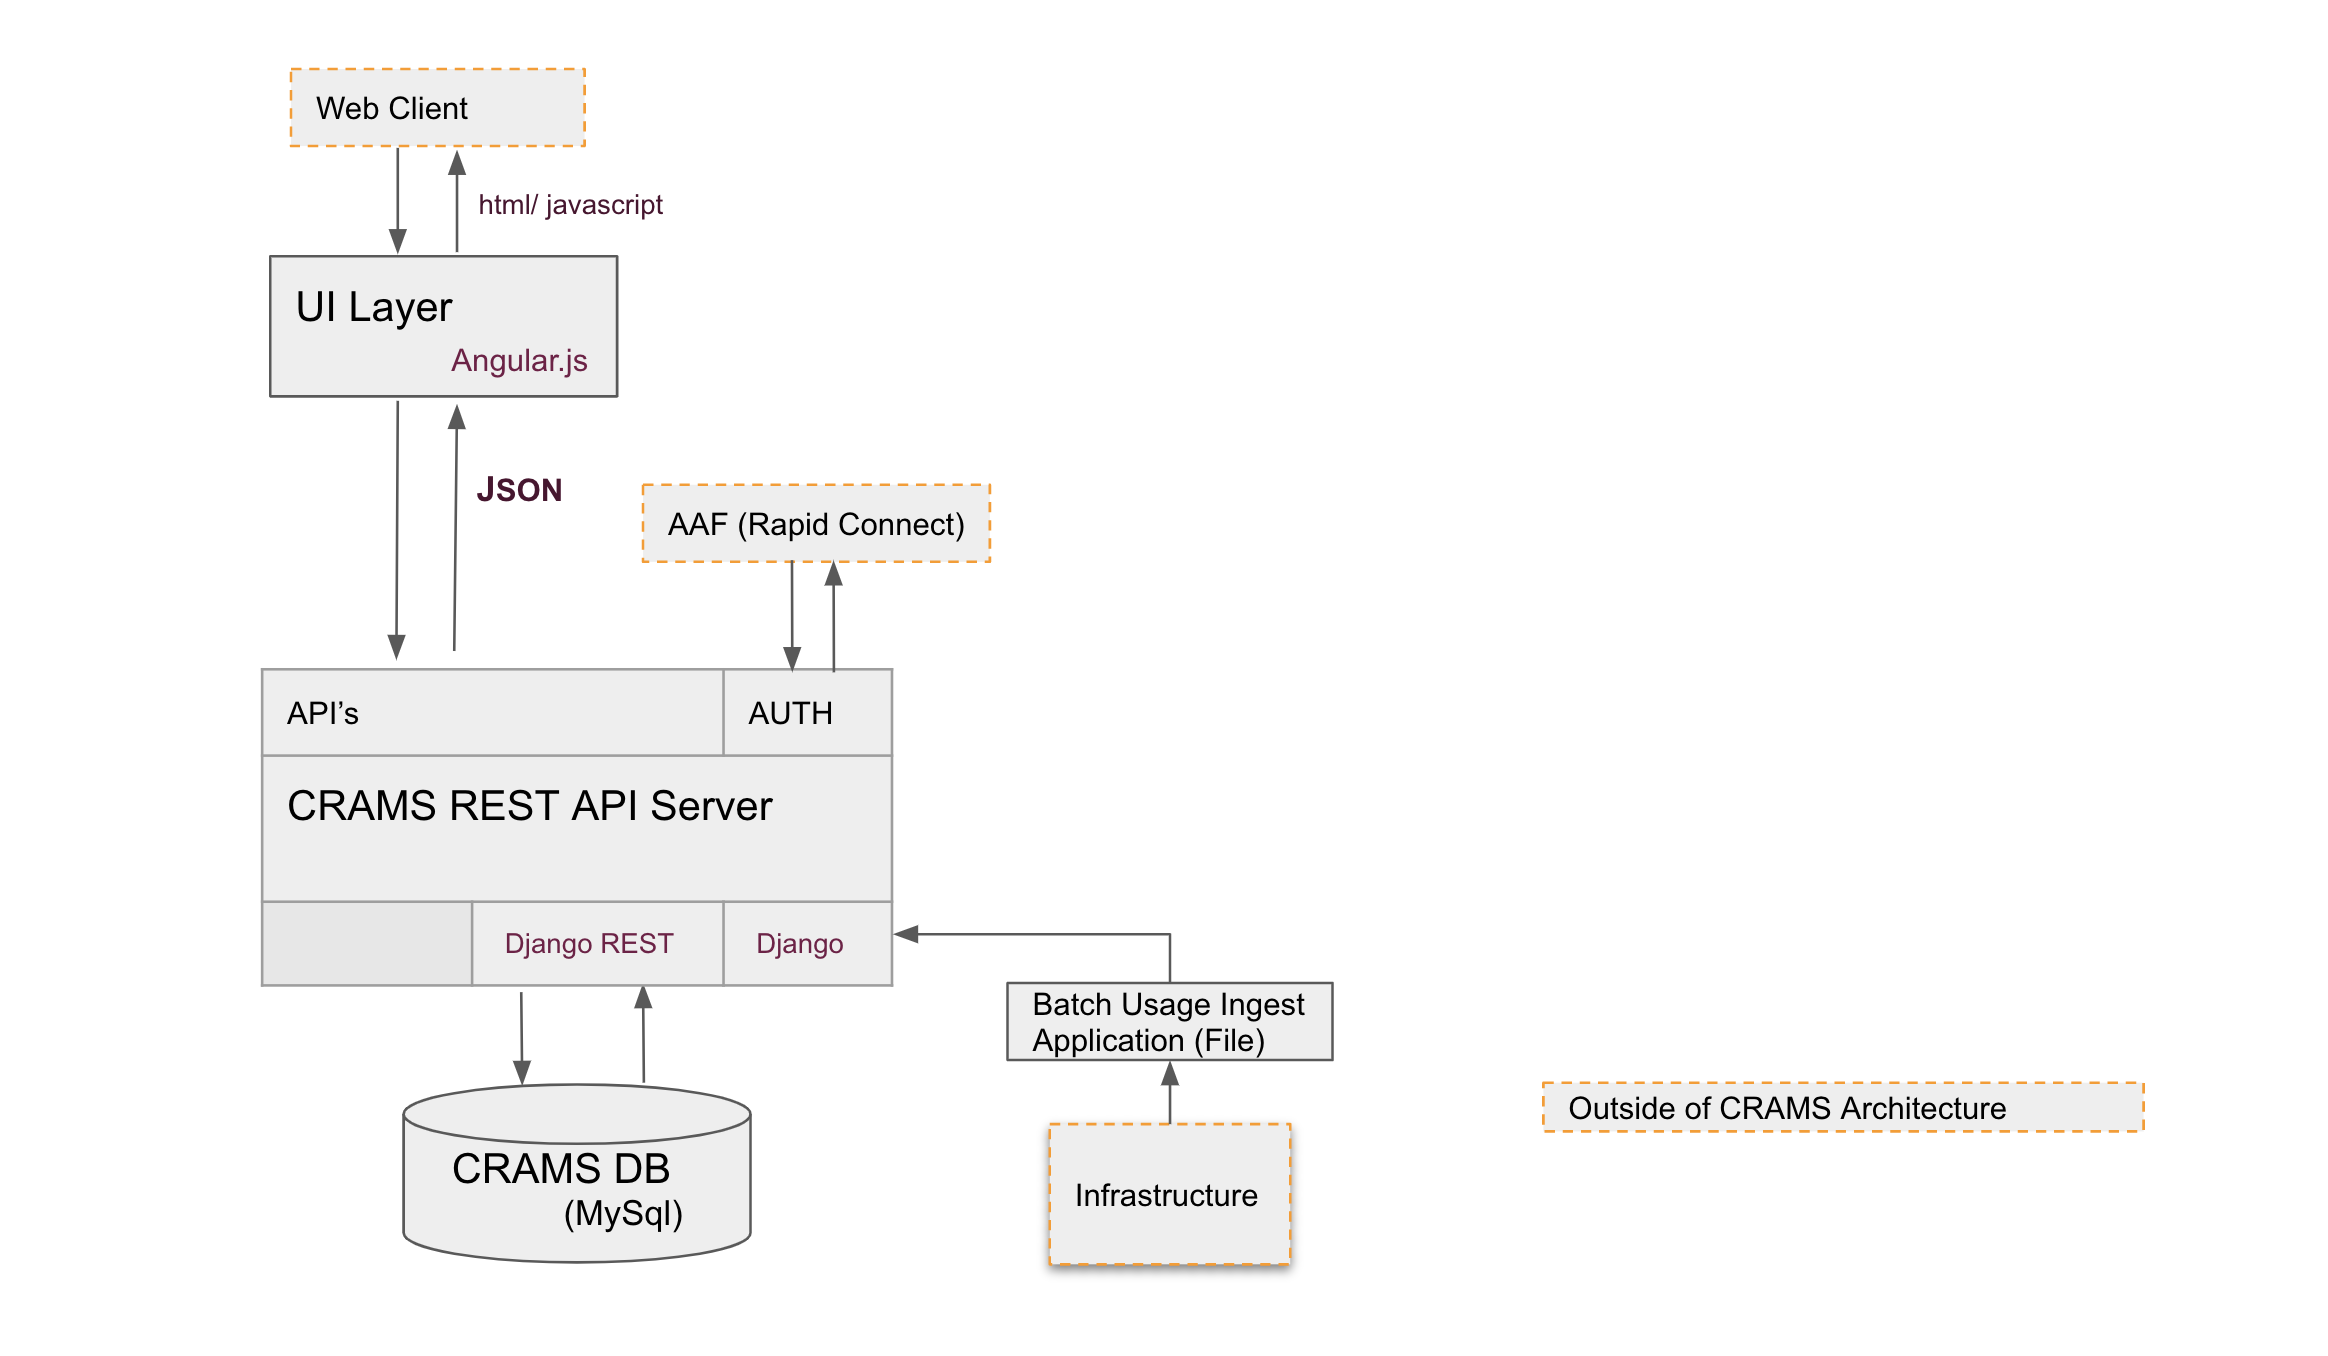 Web Client
html/ javascript
UI Layer
Angular.js
JSON
AAF (Rapid Connect)
API’s
AUTH
CRAMS REST API Server
Django REST
Django
Batch Usage Ingest
Application (File)
CRAMS DB
(MySql)
Infrastructure
Outside of CRAMS Architecture